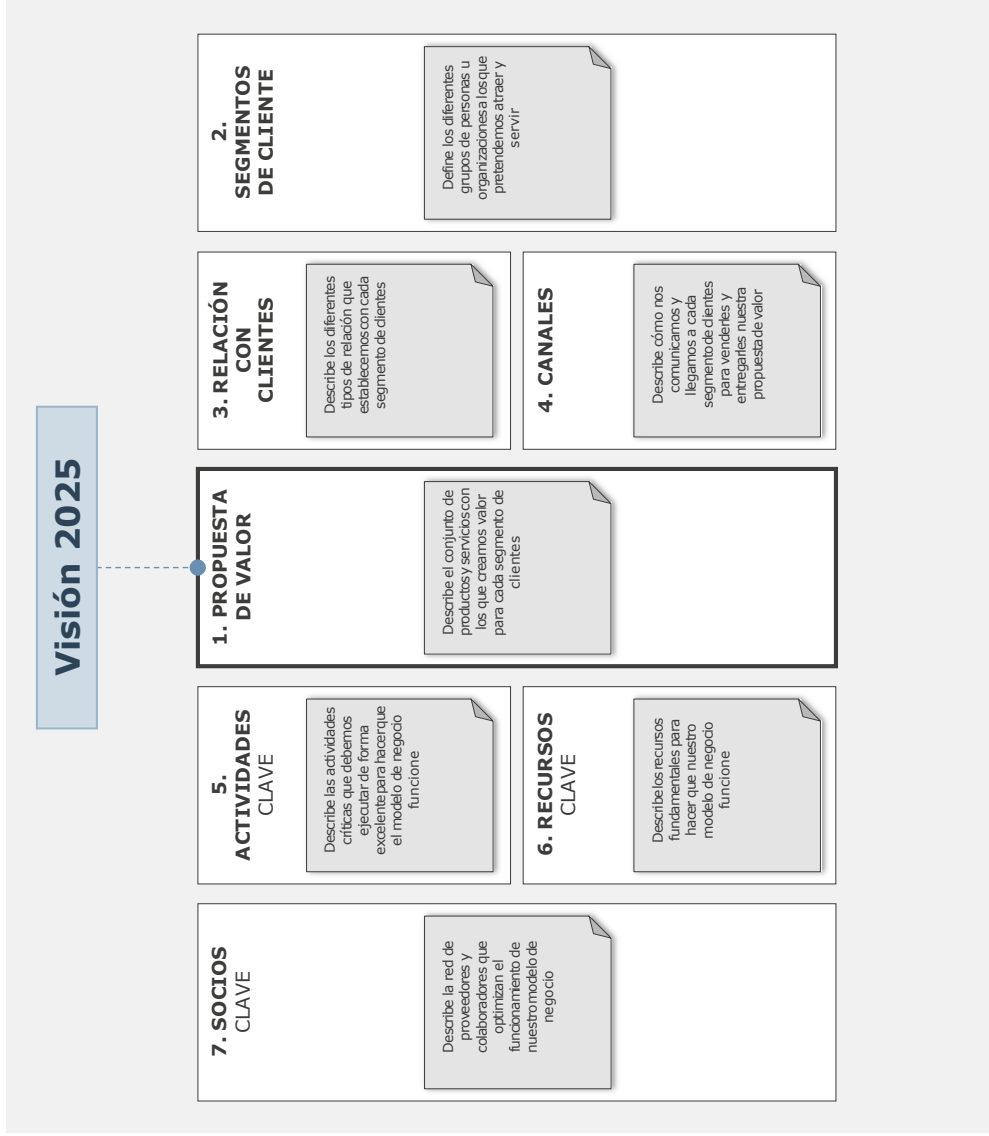 Visión 2025
7. SOCIOS
CLAVE
Describe la red de
proveedores y
colaboradores que
optimizan el
funcionamiento de
nuestro modelo de
negocio
5.
ACTIVIDADES
CLAVE
Describe las actividades
críticas que debemos
ejecutar de forma
excelente para hacer que
el modelo de negocio
funcione
6. RECURSOS
CLAVE
Describe los recursos
fundamentales para
hacer que nuestro
modelo de negocio
funcione
1. PROPUESTA
DE VALOR
Describe el conjunto de
productos y servicios con
los que creamos valor
para cada segmento de
clientes
3. RELACIÓN
CON
CLIENTES
Describe los diferentes
tipos de relación que
establecemos con cada
segmento de clientes
4. CANALES
Describe cómo nos
comunicamos y
llegamos a cada
segmento de clientes
para venderles y
entregarles nuestra
propuesta de valor
2.
SEGMENTOS
DE CLIENTE
Define los diferentes
grupos de personas u
organizaciones a los que
pretendemos atraer y
servir